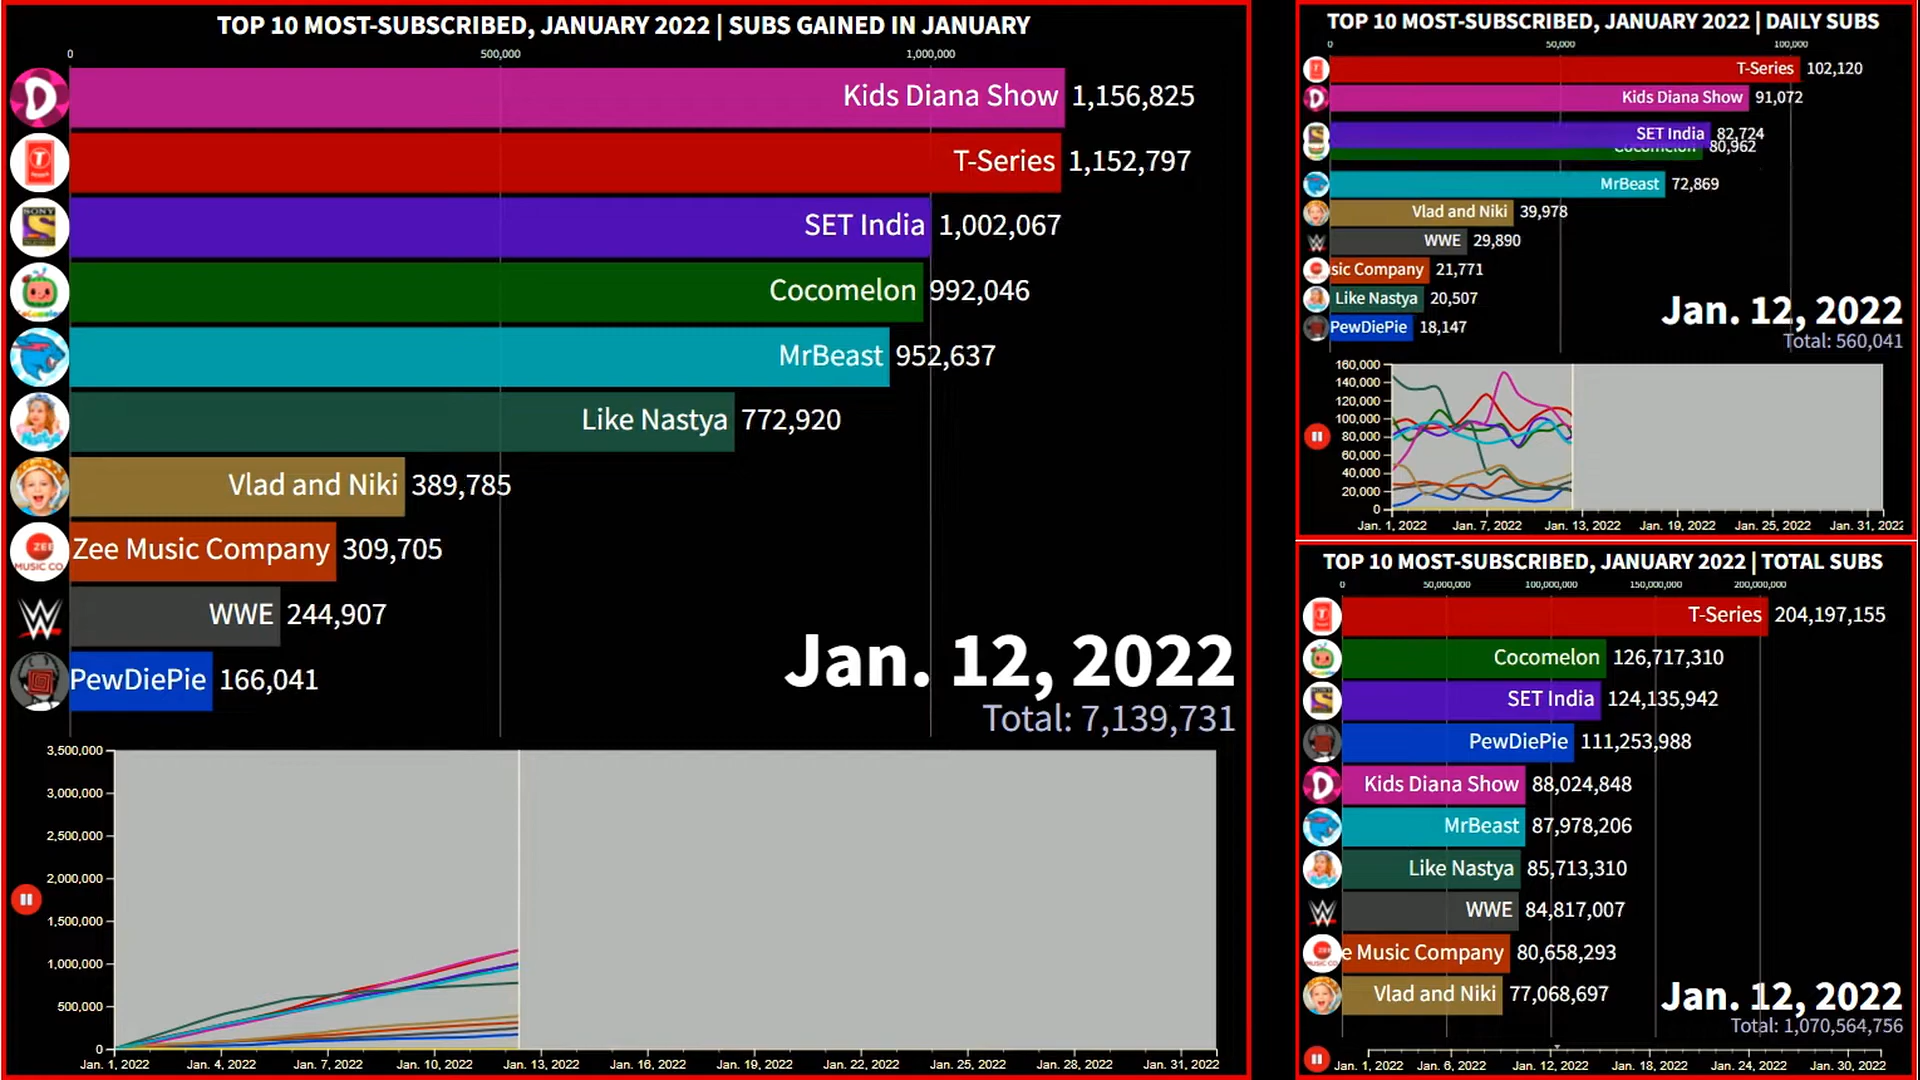 TOP 10 MOST-SUBSCRIBED, JANUARY 2022 | SUBS GAINED IN JANUARY
0 500,000 1,000,000
Kids Diana Show 1,156,825
T-Series 1,152,797
SET India 1,002,067
SONY
Cocomelon 992,046
MrBeast 952,637
Like Nastya 772,920
Nastya
Vlad and Niki 389,785
ZEE MUSIC CO.
Zee Music Company 309,705
WWE 244,907
PewDiePie 166,041
Jan. 12, 2022
Total: 7,139,731
3,500,000
3,000,000
2,500,000
2,000,000
1,500,000
1,000,000
500,000
0
Jan. 1, 2022 Jan. 4, 2022 Jan. 7, 2022 Jan. 10, 2022 Jan. 13, 2022 Jan. 16, 2022 Jan. 19, 2022 Jan. 22, 2022 Jan. 25, 2022 Jan. 28, 2022 Jan. 31, 2022
TOP 10 MOST-SUBSCRIBED, JANUARY 2022 | DAILY SUBS
0 50,000 100,000
T-Series 102,120
Kids Diana Show 91,072
SET India 82,724
Cocomelon 80,962
MrBeast 72,869
Vlad and Niki 39,978
WWE 29,890
sic Company 21,771
Like Nastya 20,507
PewDiePie 18,147
Jan. 12, 2022
Total: 560,041
160,000
140,000
120,000
100,000
80,000
60,000
40,000
20,000
0
Jan. 1, 2022 Jan. 7, 2022 Jan. 13, 2022 Jan. 19, 2022 Jan. 25, 2022 Jan. 31, 2022
TOP 10 MOST-SUBSCRIBED, JANUARY 2022 | TOTAL SUBS
0 50,000,000 100,000,000 150,000,000 200,000,000
T-Series 204,197,155
Cocomelon 126,717,310
SET India 124,135,942
PewDiePie 111,253,988
Kids Diana Show 88,024,848
MrBeast 87,978,206
Like Nastya 85,713,310
WWE 84,817,007
e Music Company 80,658,293
Vlad and Niki 77,068,697
Jan. 12, 2022
Total: 1,070,564,756
Jan. 1, 2022 Jan. 6, 2022 Jan. 12, 2022 Jan. 18, 2022 Jan. 24, 2022 Jan. 30, 2022